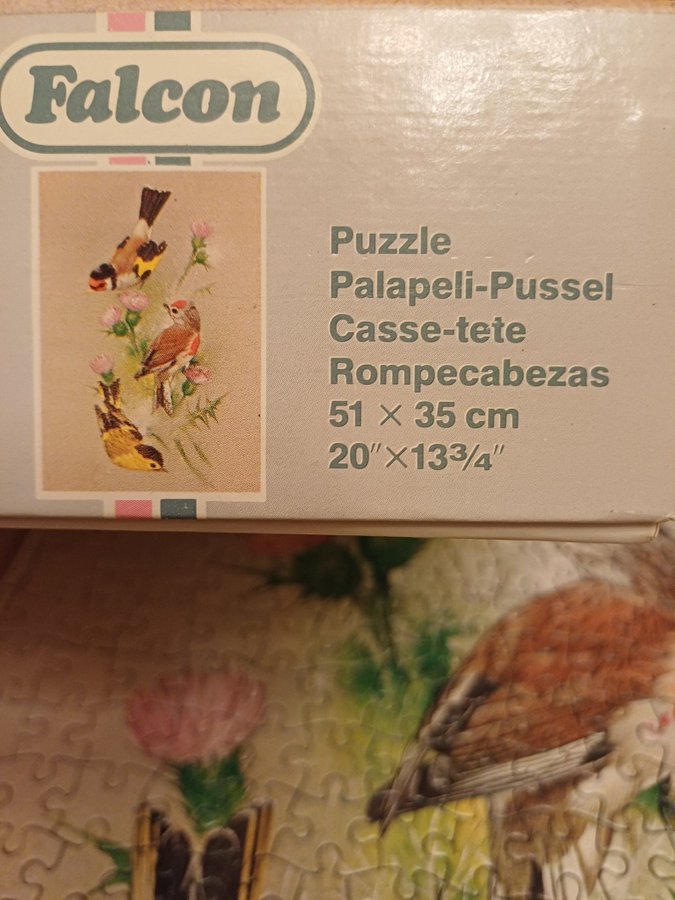 Falcon
Puzzle
Palapeli-Pussel
Casse-tete
Rompecabezas
51 × 35 cm
20"×13¾"